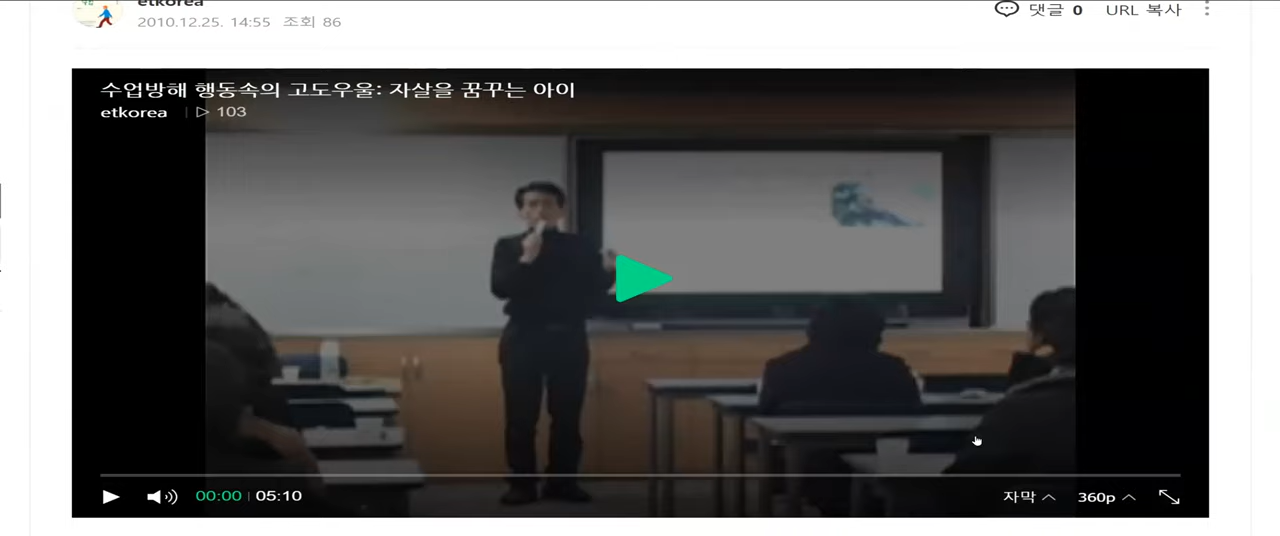 etkorea
2010.12.25. 14:55 조회 86
댓글 0 URL 복사
수업방해 행동속의 고도우울: 자살을 꿈꾸는 아이
etkorea 103
00:00 05:10
자막 360p